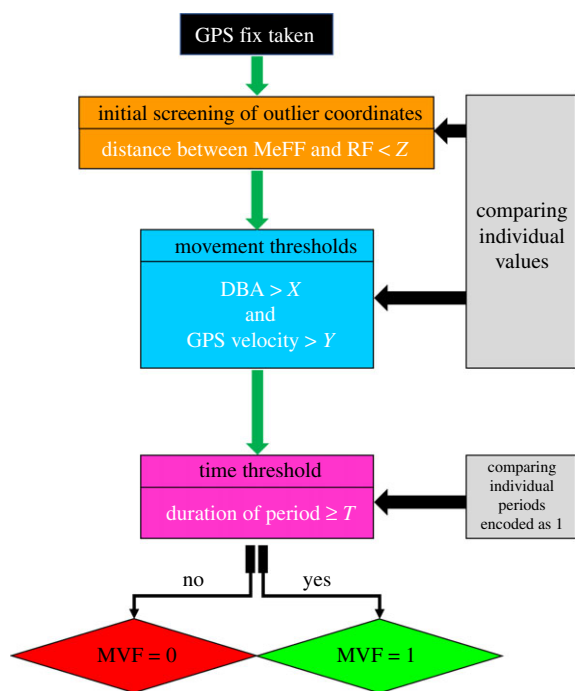 GPS fix taken
initial screening of outlier coordinates
distance between MeFF and RF < Z
comparing
individual
values
movement thresholds
DBA > X
and
GPS velocity > Y
time threshold
duration of period ≥ T
comparing
individual
periods
encoded as 1
no
yes
MVF = 0
MVF = 1